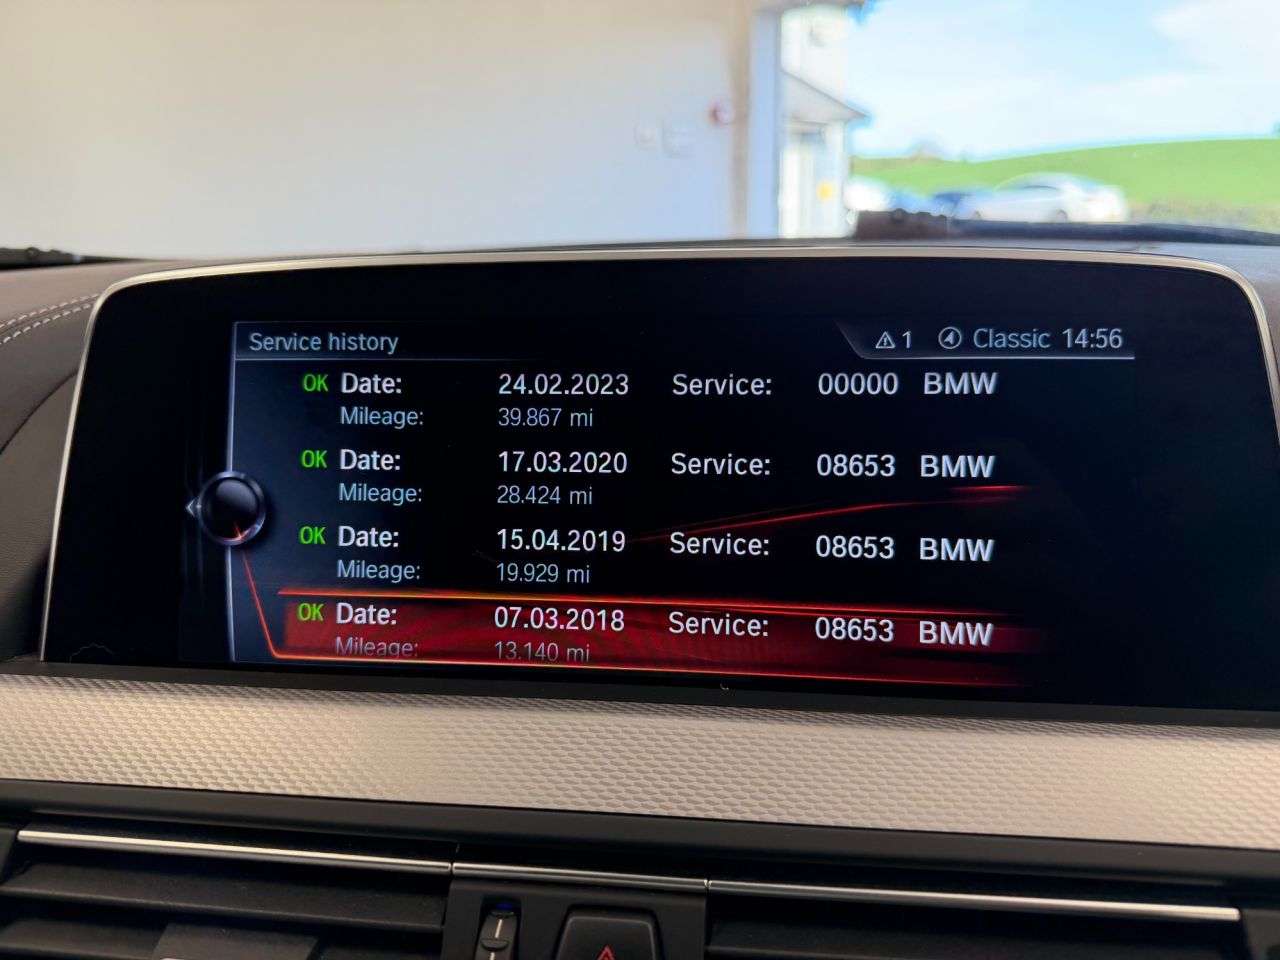 Service history 1 Classic 14:56
OK Date: 24.02.2023 Service: 00000 BMW
Mileage: 39.867 mi
OK Date: 17.03.2020 Service: 08653 BMW
Mileage: 28.424 mi
OK Date: 15.04.2019 Service: 08653 BMW
Mileage: 19.929 mi
OK Date: 07.03.2018 Service: 08653 BMW
Mileage: 13.140 mi